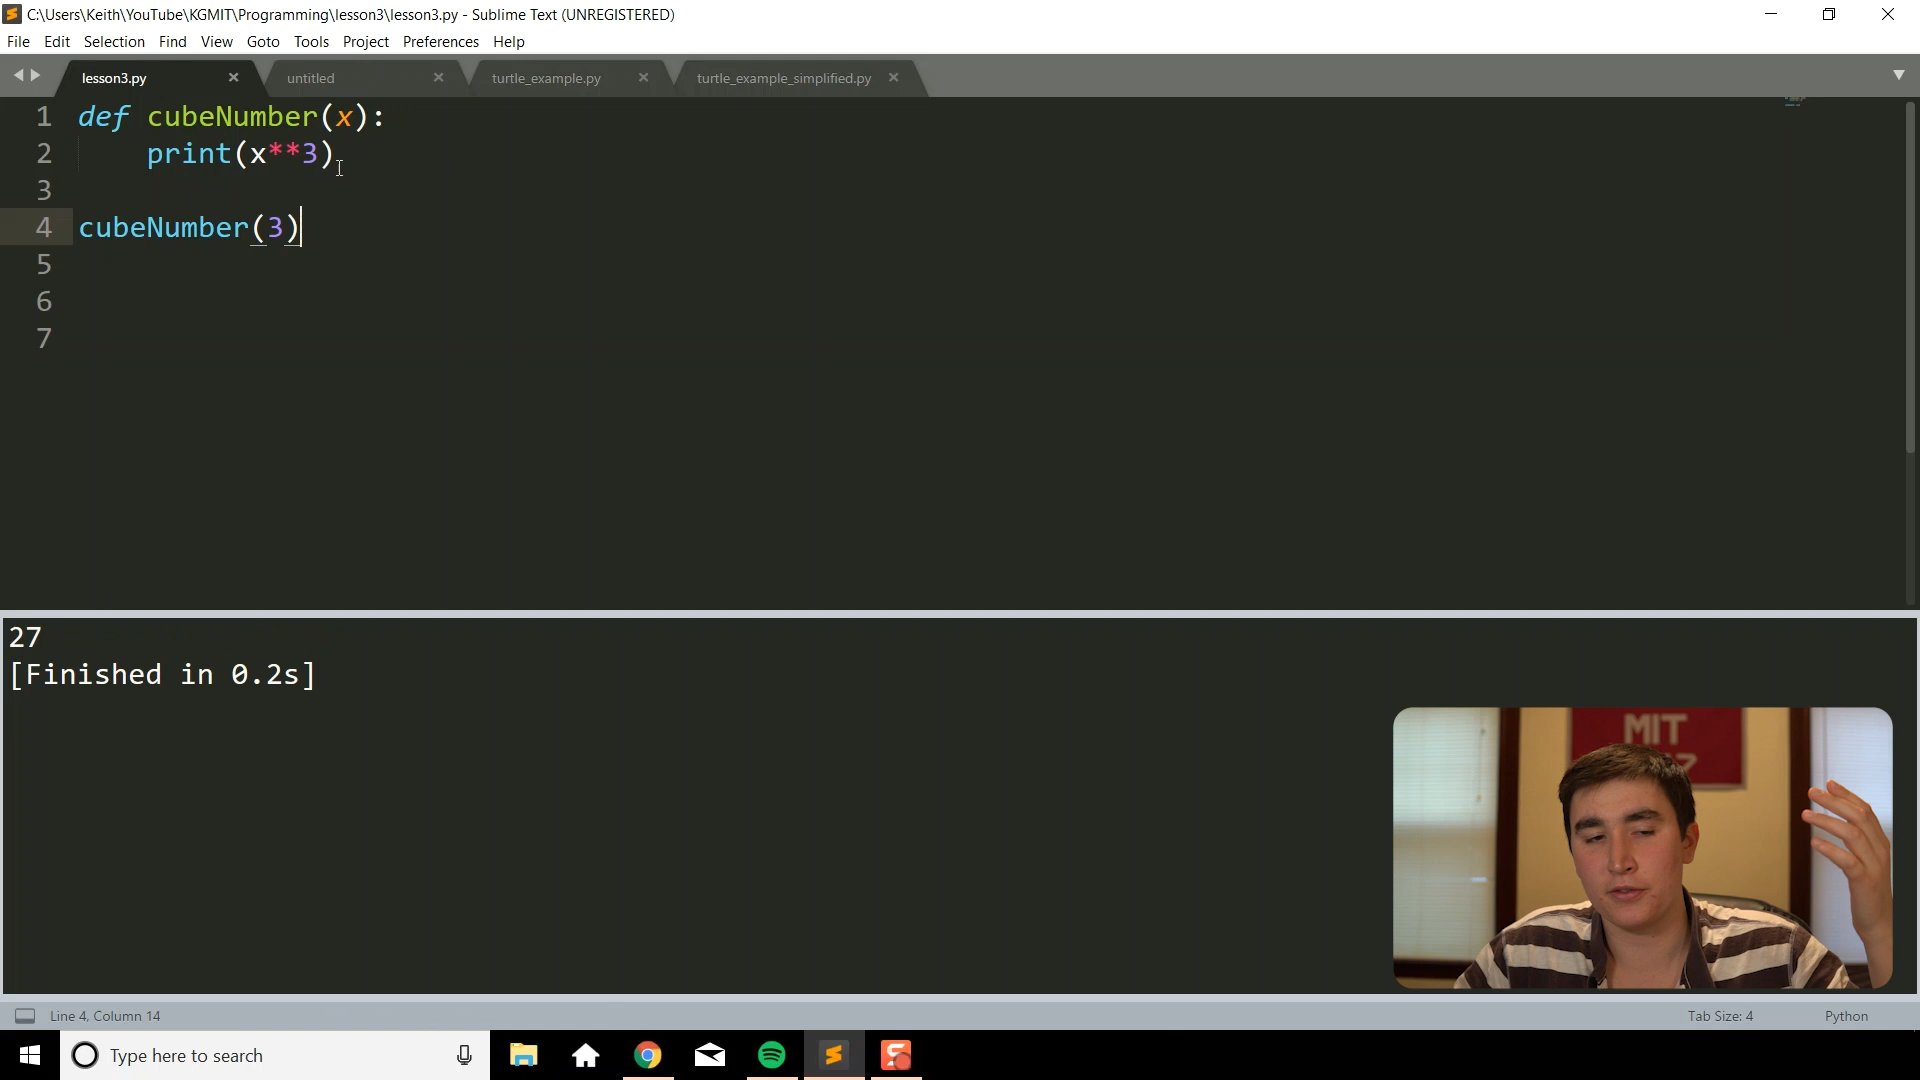 C:\Users\Keith\YouTube\KGMIT\Programming\lesson3\lesson3.py - Sublime Text (UNREGISTERED)
File Edit Selection Find View Goto Tools Project Preferences Help
lesson3.py untitled turtle_example.py turtle_example_simplified.py
1 def cubeNumber(x):
2 print(x**3)
3
4 cubeNumber(3)
5
6
7
27
[Finished in 0.2s]
MIT
Line 4, Column 14 Tab Size: 4 Python
Type here to search